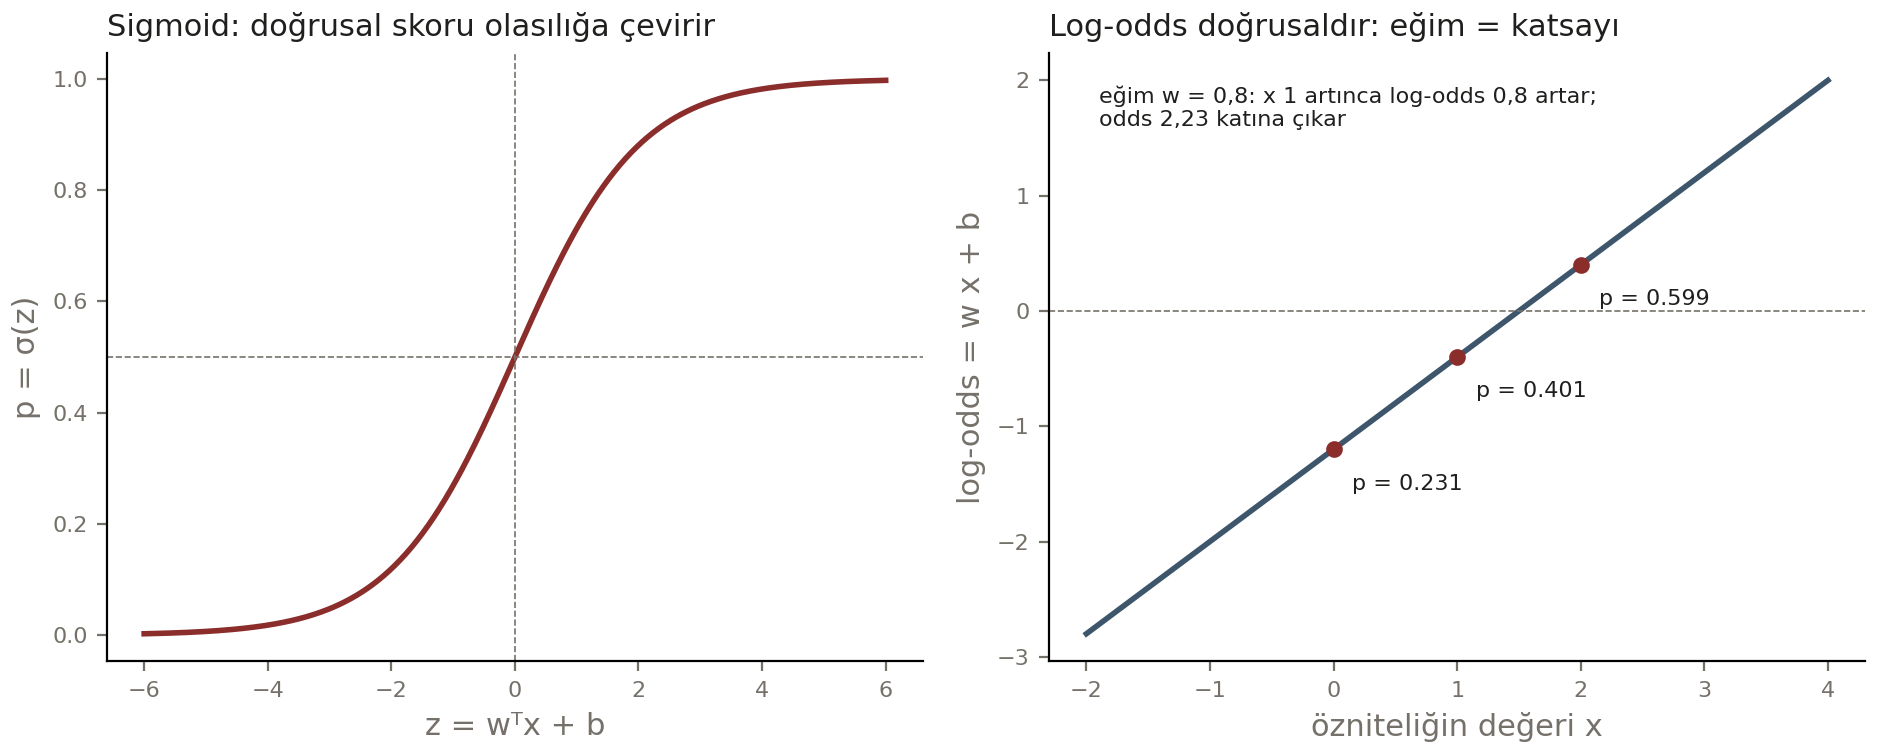 Sigmoid: doğrusal skoru olasılığa çevirir
p = σ(z)
1.0
0.8
0.6
0.4
0.2
0.0
−6
−4
−2
0
2
4
6
z = wᵀx + b
Log-odds doğrusaldır: eğim = katsayı
log-odds = w x + b
2
1
0
−1
−2
−3
eğim w = 0,8: x 1 artınca log-odds 0,8 artar;
odds 2,23 katına çıkar
p = 0.599
p = 0.401
p = 0.231
−2
−1
0
1
2
3
4
özniteliğin değeri x